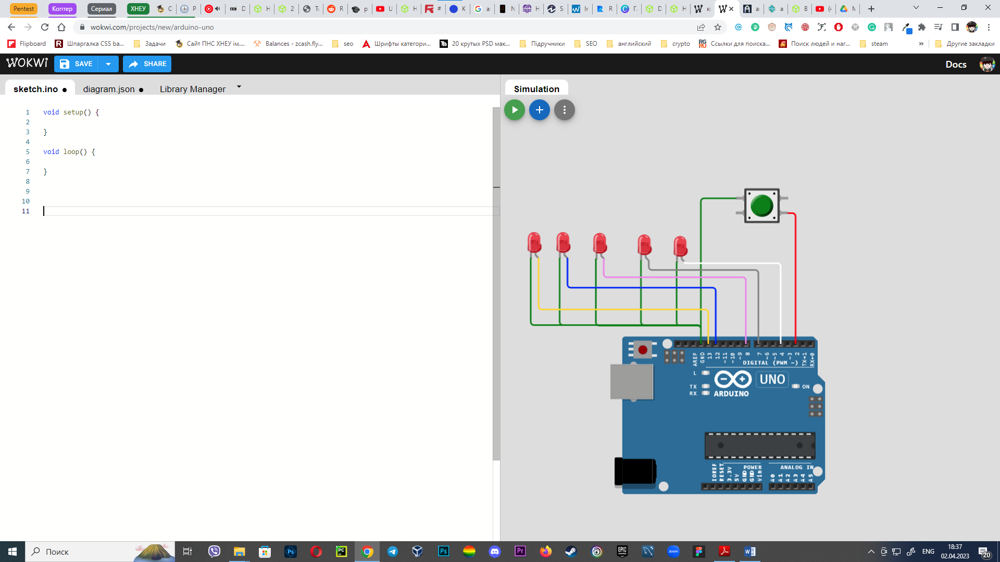 Pentest Коптер Сериал ХНЕУ
wokwi.com/projects/new/arduino-uno
Flipboard Шпаргалка CSS ba... Задачи Сайт ПНС ХНЕУ ім.... Balances - zcash.fly... seo Шрифты категори... 20 крутых PSD мак... Підручники SEO английский crypto Ссылки для поиска... Поиск людей и наг... steam » Другие закладки
WOKWI SAVE SHARE Docs
sketch.ino diagram.json Library Manager
Simulation
1 void setup() {
2
3 }
4
5 void loop() {
6
7 }
8
9
10
11
AREF GND 13 12 ~11 ~10 ~9 8 7 ~6 ~5 4 ~3 2 TX→1 RX←0
DIGITAL (PWM ~)
L
TX
RX
ARDUINO
UNO
ON
IOREF RESET 3.3V 5V GND GND Vin
POWER
ANALOG IN
A0 A1 A2 A3 A4 A5
Поиск
ENG
18:37
02.04.2023
20